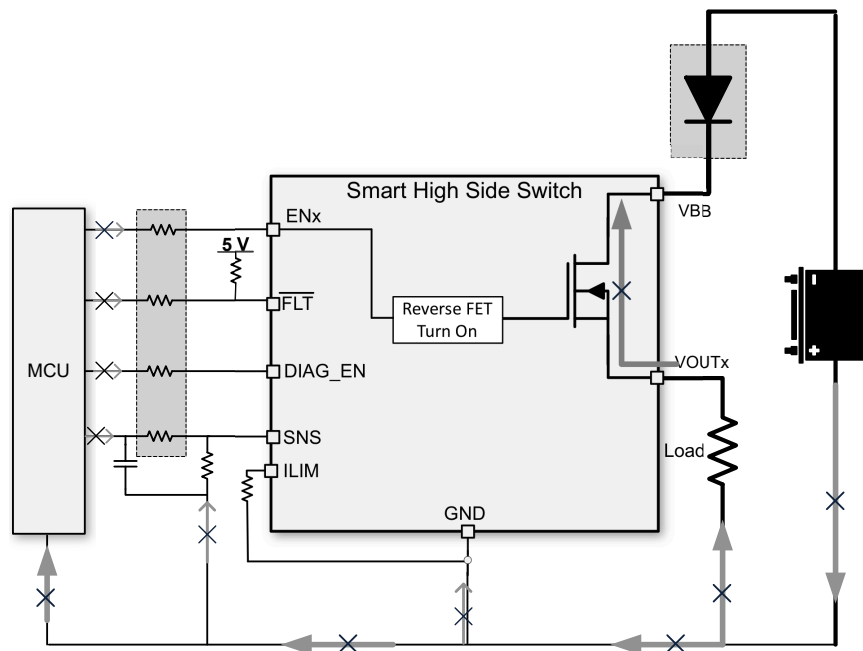 Smart High Side Switch
VBB
ENx
5 V
FLT
Reverse FET
Turn On
MCU
DIAG_EN
VOUTx
SNS
Load
ILIM
GND
-
+